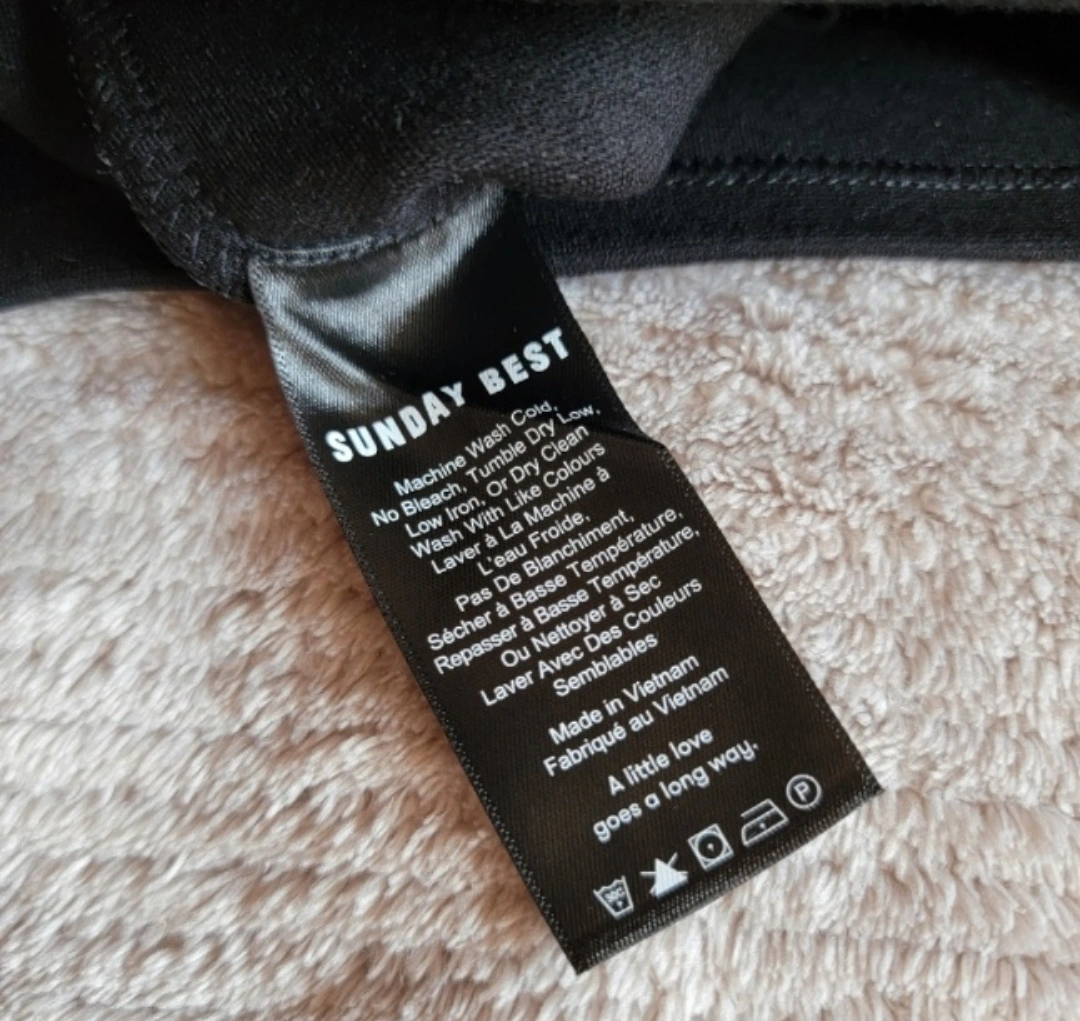 SUNDAY BEST
Machine Wash Cold,
No Bleach, Tumble Dry Low,
Low Iron, Or Dry Clean
Wash With Like Colours
Laver à La Machine à
L'eau Froide,
Pas De Blanchiment,
Sécher à Basse Température,
Repasser à Basse Température,
Ou Nettoyer à Sec
Laver Avec Des Couleurs
Semblables
Made in Vietnam
Fabriqué au Vietnam
A little love
goes a long way.
30C
P